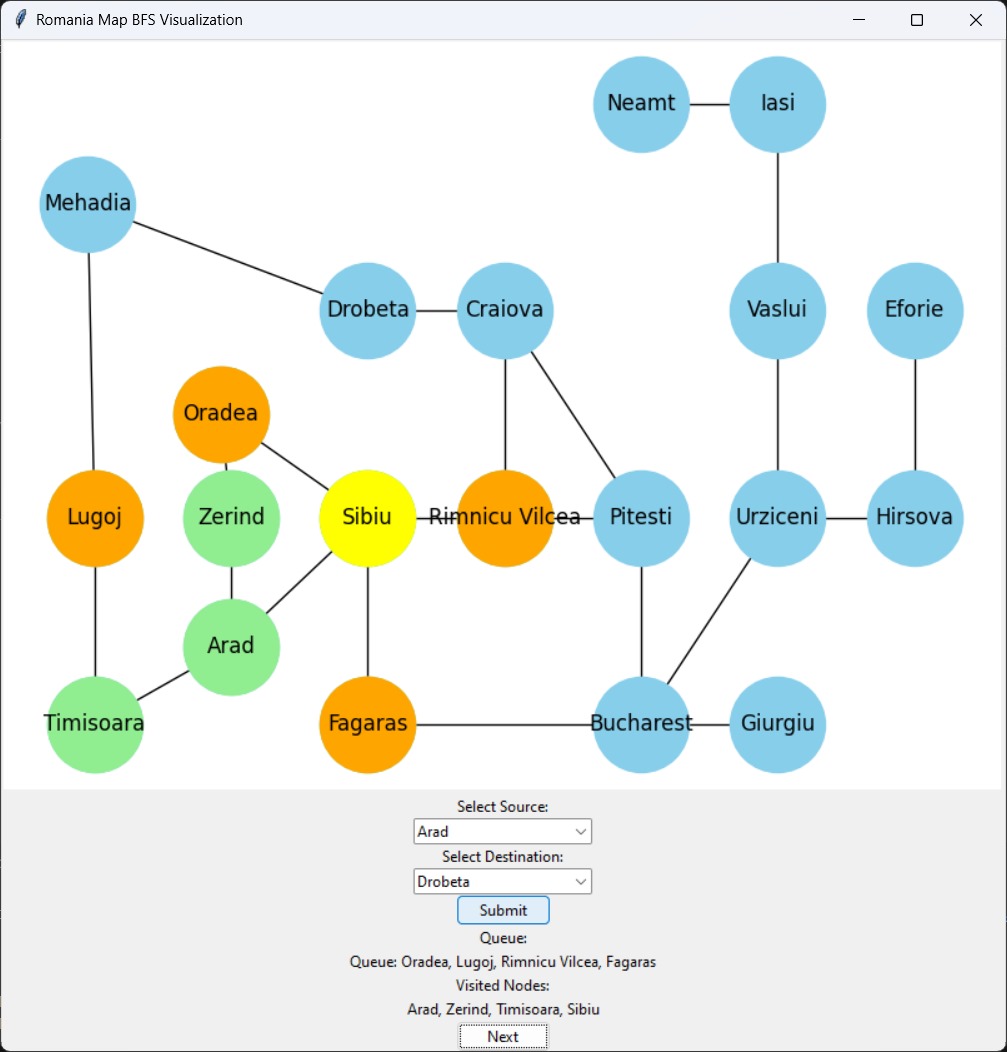 Romania Map BFS Visualization
Neamt
Iasi
Mehadia
Drobeta
Craiova
Vaslui
Eforie
Oradea
Lugoj
Zerind
Sibiu
Rimnicu Vilcea
Pitesti
Urziceni
Hirsova
Arad
Timisoara
Fagaras
Bucharest
Giurgiu
Select Source:
Arad
Select Destination:
Drobeta
Submit
Queue:
Queue: Oradea, Lugoj, Rimnicu Vilcea, Fagaras
Visited Nodes:
Arad, Zerind, Timisoara, Sibiu
Next